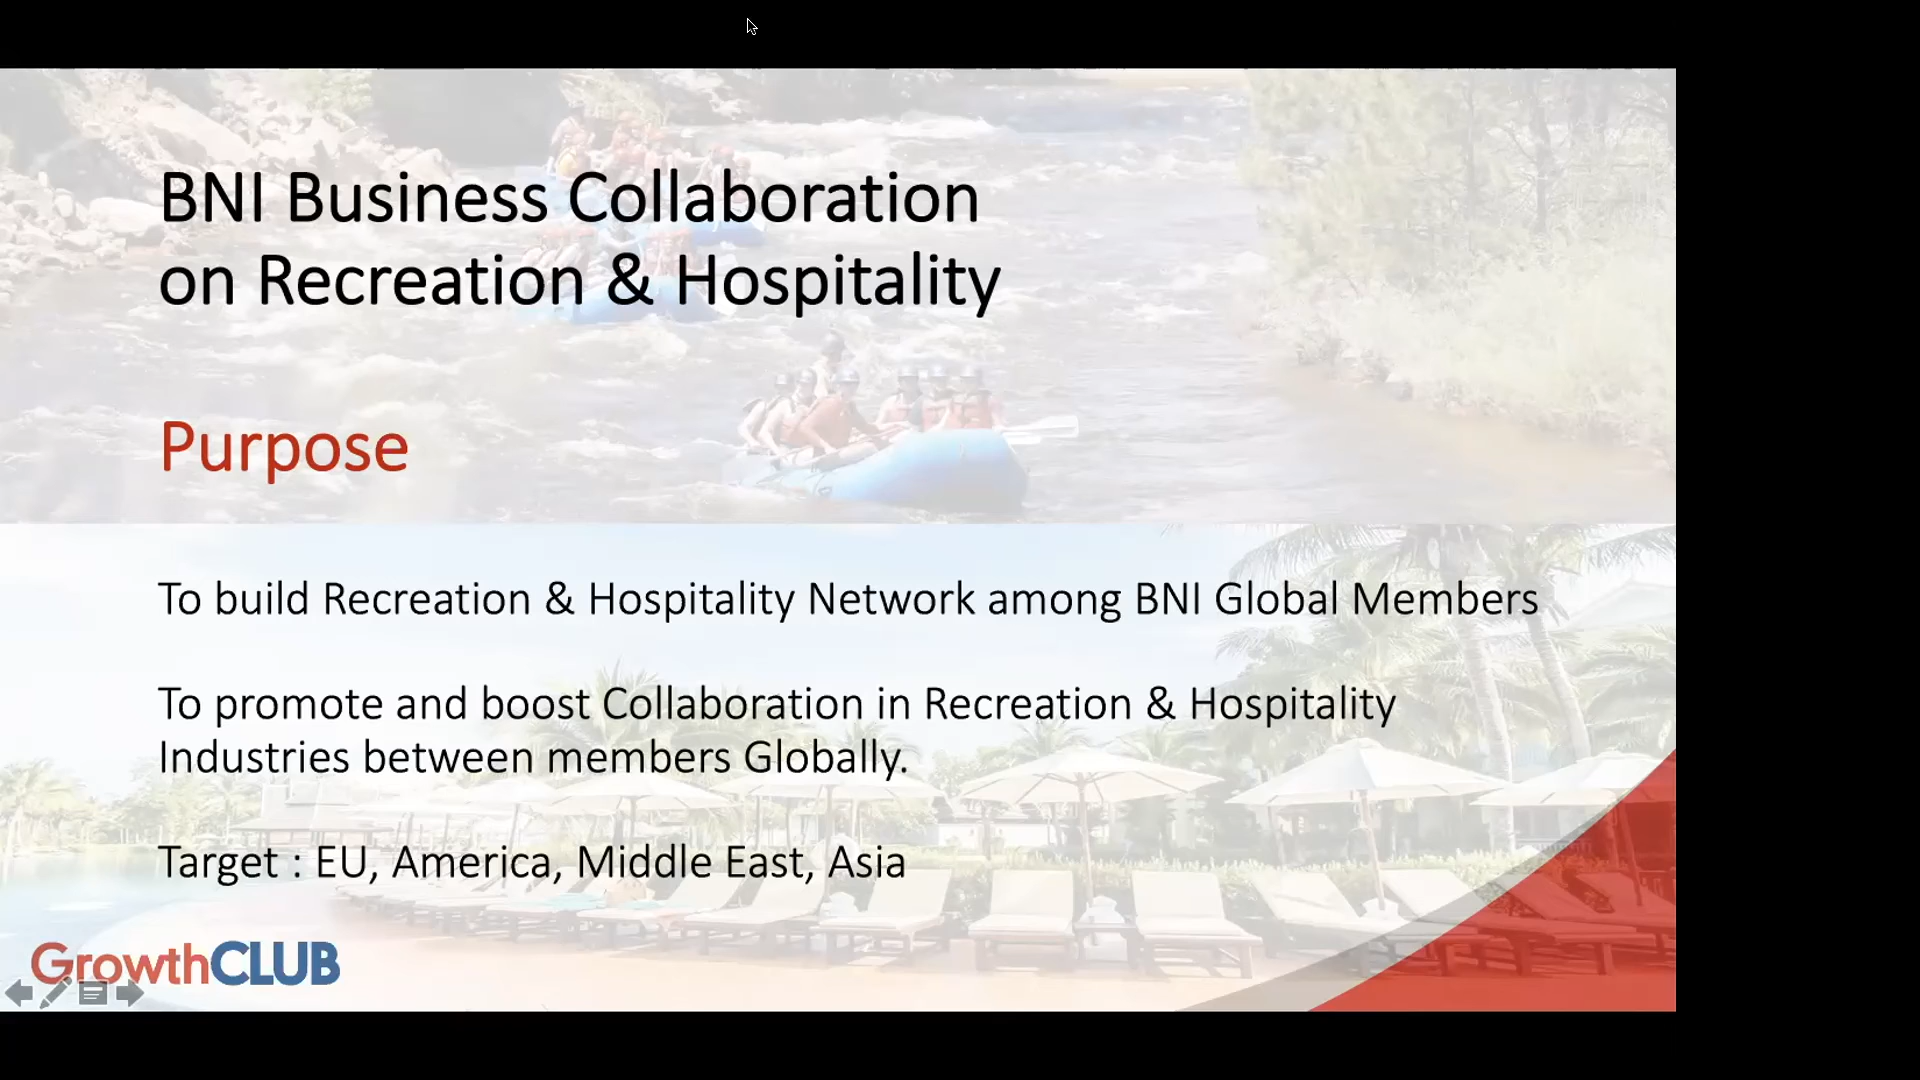 BNI Business Collaboration
on Recreation & Hospitality
Purpose
To build Recreation & Hospitality Network among BNI Global Members
To promote and boost Collaboration in Recreation & Hospitality
Industries between members Globally.
Target : EU, America, Middle East, Asia
GrowthCLUB